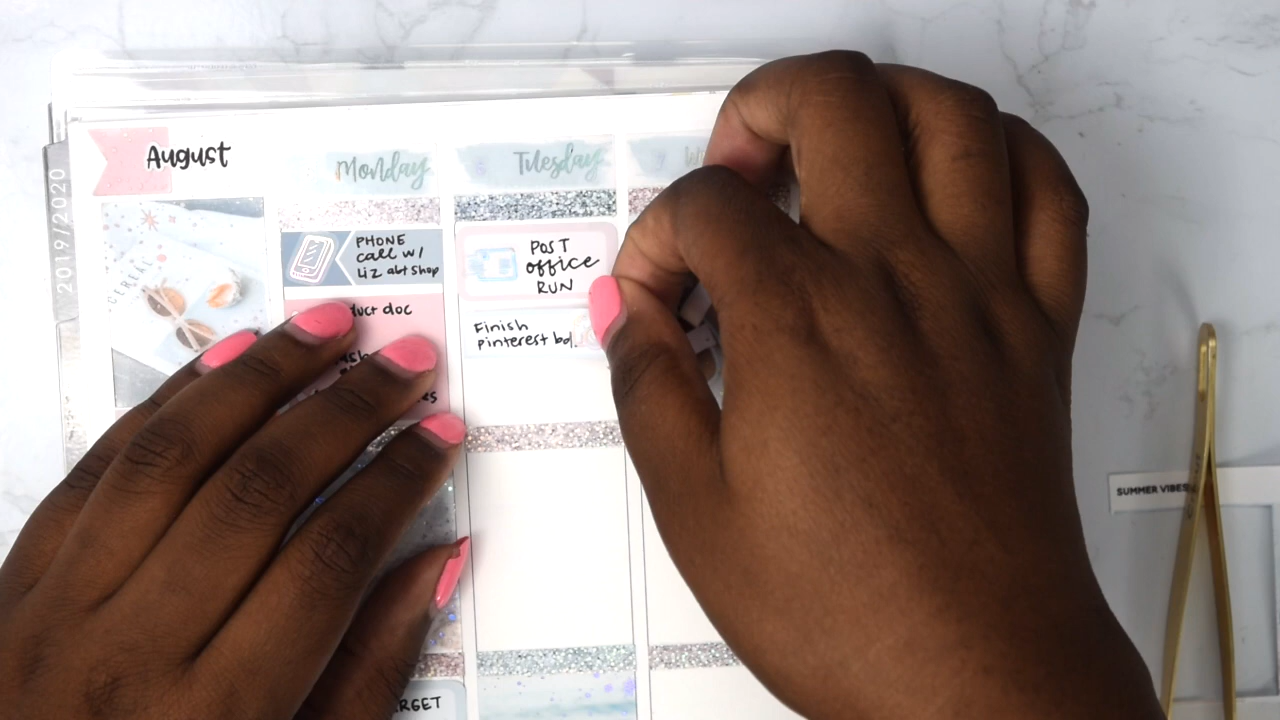 August
Monday
Tuesday
2019/2020
CEREAL
PHONE
call w/
Liz abt shop
POST
office
RUN
duct doc
Finish
pinterest bd.
SUMMER VIBES
RGET